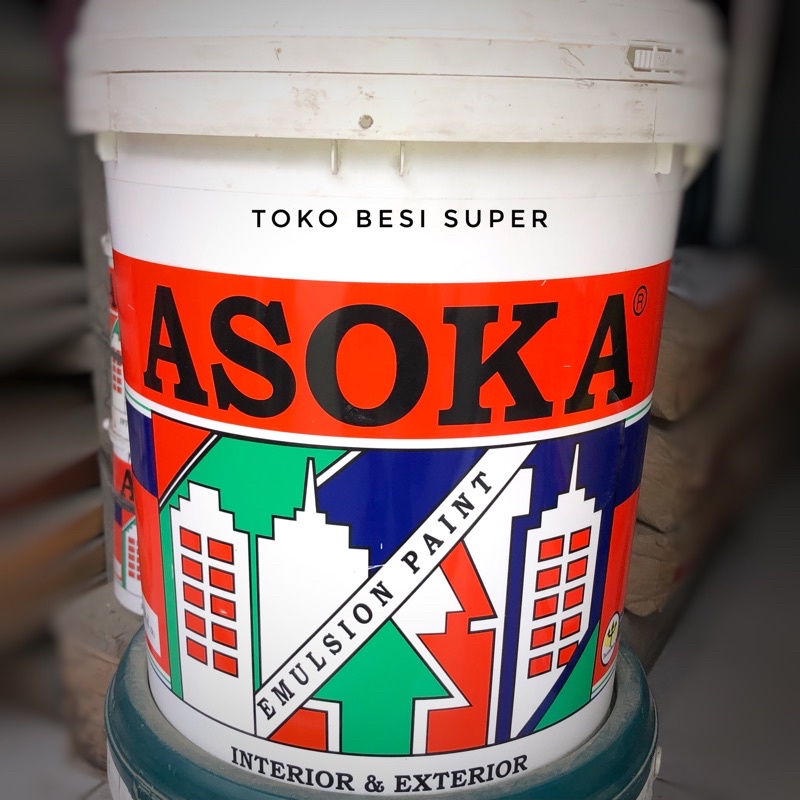 TOKO BESI SUPER
ASOKA®
EMULSION PAINT
INTERIOR & EXTERIOR